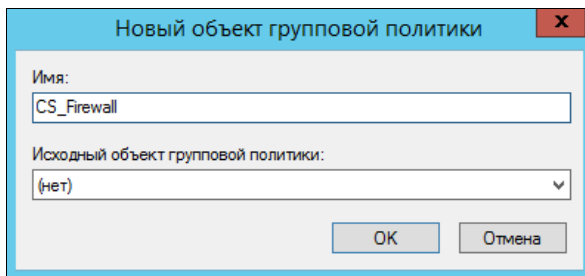 Новый объект групповой политики
x
Имя:
CS_Firewall
Исходный объект групповой политики:
(нет)
OK
Отмена